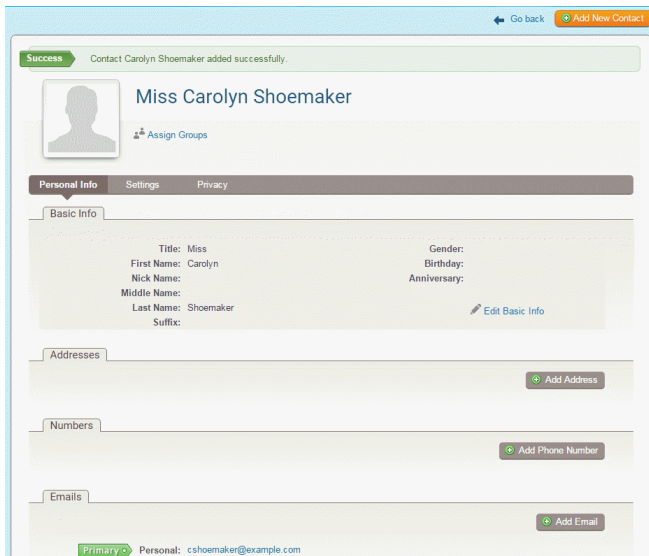 Go back
Add New Contact
Success
Contact Carolyn Shoemaker added successfully.
Miss Carolyn Shoemaker
Assign Groups
Personal Info Settings Privacy
Basic Info
Title: Miss
First Name: Carolyn
Nick Name:
Middle Name:
Last Name: Shoemaker
Suffix:
Gender:
Birthday:
Anniversary:
Edit Basic Info
Addresses
Add Address
Numbers
Add Phone Number
Emails
Add Email
Primary Personal: cshoemaker@example.com